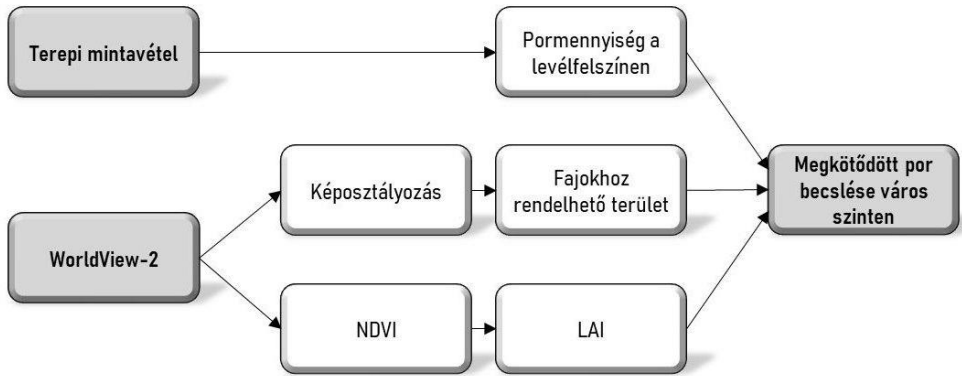 Terepi mintavétel
Pormennyiség a
levélfelszínen
Képosztályozás
Fajokhoz
rendelhető terület
Megkötődött por
becslése város
szinten
WorldView-2
NDVI
LAI